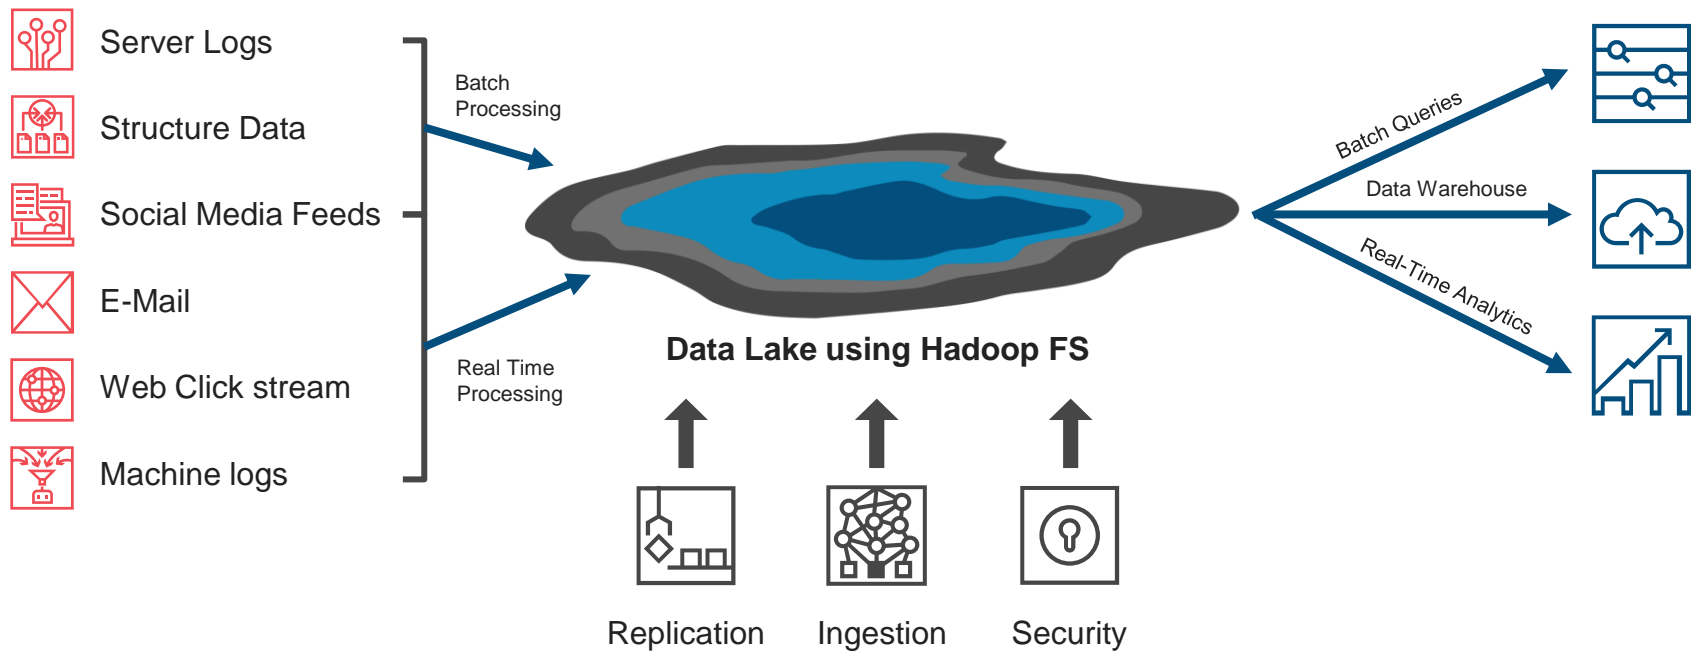 Server Logs
Structure Data
Social Media Feeds
E-Mail
Web Click stream
Machine logs
Batch
Processing
Real Time
Processing
Data Lake using Hadoop FS
Batch Queries
Data Warehouse
Real-Time Analytics
Replication
Ingestion
Security